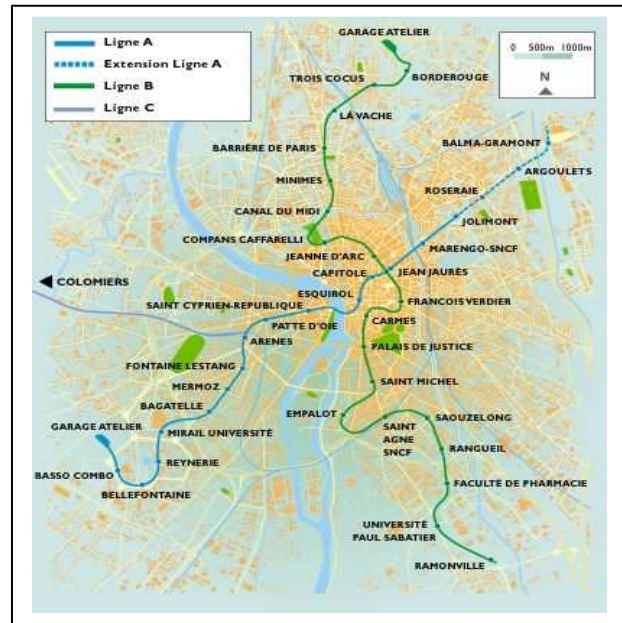 Ligne A
Extension Ligne A
Ligne B
Ligne C
0 500m 1000m
N
GARAGE ATELIER
BORDEROUGE
TROIS COCUS
LA VACHE
BARRIÈRE DE PARIS
BALMA-GRAMONT
ARGOULETS
MINIMES
ROSERAIE
CANAL DU MIDI
JOLIMONT
COMPANS CAFFARELLI
MARENGO-SNCF
JEANNE D'ARC
CAPITOLE
JEAN JAURÈS
COLOMIERS
ESQUIROL
SAINT CYPRIEN-REPUBLIQUE
FRANCOIS VERDIER
PATTE D'OIE
CARMES
ARENES
PALAIS DE JUSTICE
FONTAINE LESTANG
MERMOZ
SAINT MICHEL
BAGATELLE
EMPALOT
GARAGE ATELIER
MIRAIL UNIVERSITÉ
SAINT
AGNE
SNCF
SAOUZELONG
REYNERIE
RANGUEIL
BASSO COMBO
BELLEFONTAINE
FACULTÉ DE PHARMACIE
UNIVERSITÉ
PAUL SABATIER
RAMONVILLE